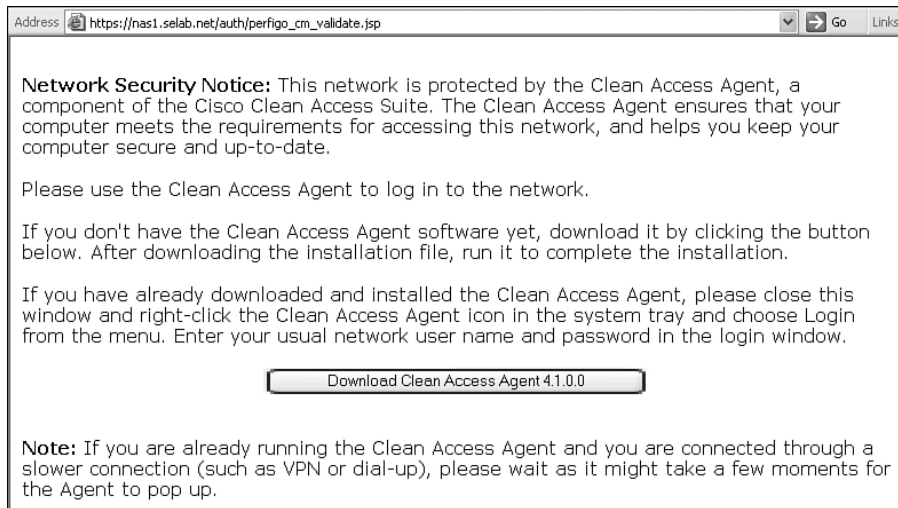 Address https://nas1.selab.net/auth/perfigo_cm_validate.jsp Go Links
Network Security Notice: This network is protected by the Clean Access Agent, a
component of the Cisco Clean Access Suite. The Clean Access Agent ensures that your
computer meets the requirements for accessing this network, and helps you keep your
computer secure and up-to-date.
Please use the Clean Access Agent to log in to the network.
If you don't have the Clean Access Agent software yet, download it by clicking the button
below. After downloading the installation file, run it to complete the installation.
If you have already downloaded and installed the Clean Access Agent, please close this
window and right-click the Clean Access Agent icon in the system tray and choose Login
from the menu. Enter your usual network user name and password in the login window.
Download Clean Access Agent 4.1.0.0
Note: If you are already running the Clean Access Agent and you are connected through a
slower connection (such as VPN or dial-up), please wait as it might take a few moments for
the Agent to pop up.